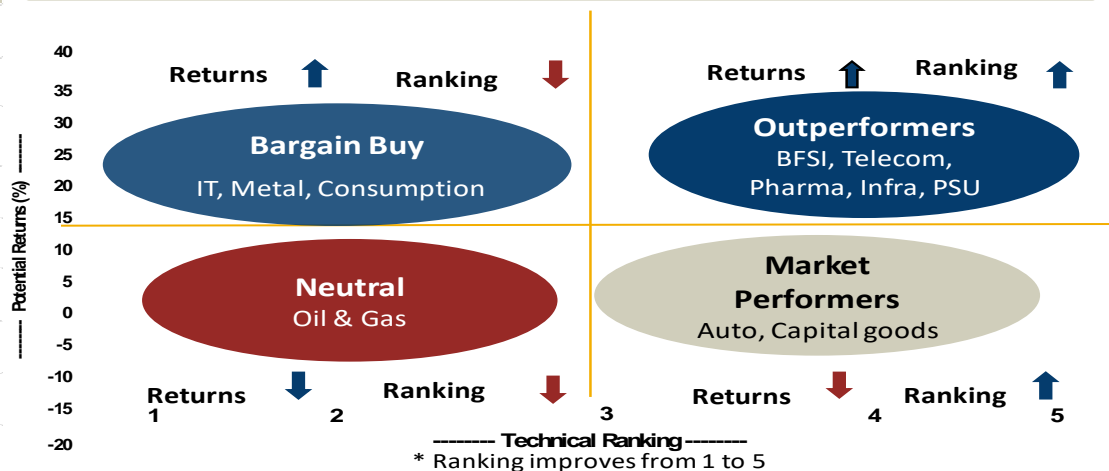 40
35
30
25
20
15
10
5
0
-5
-10
-15
-20
-------- Potential Returns (%) --------
Returns
Ranking
Bargain Buy
IT, Metal, Consumption
Returns
Ranking
Outperformers
BFSI, Telecom,
Pharma, Infra, PSU
Neutral
Oil & Gas
Returns
Ranking
Market
Performers
Auto, Capital goods
Returns
Ranking
1
2
3
4
5
-------- Technical Ranking--------
* Ranking improves from 1 to 5